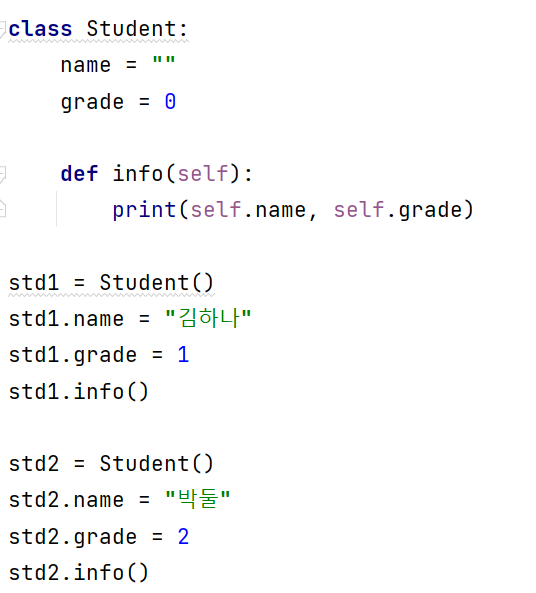 class Student:
    name = ""
    grade = 0

    def info(self):
        print(self.name, self.grade)

std1 = Student()
std1.name = "김하나"
std1.grade = 1
std1.info()

std2 = Student()
std2.name = "박둘"
std2.grade = 2
std2.info()